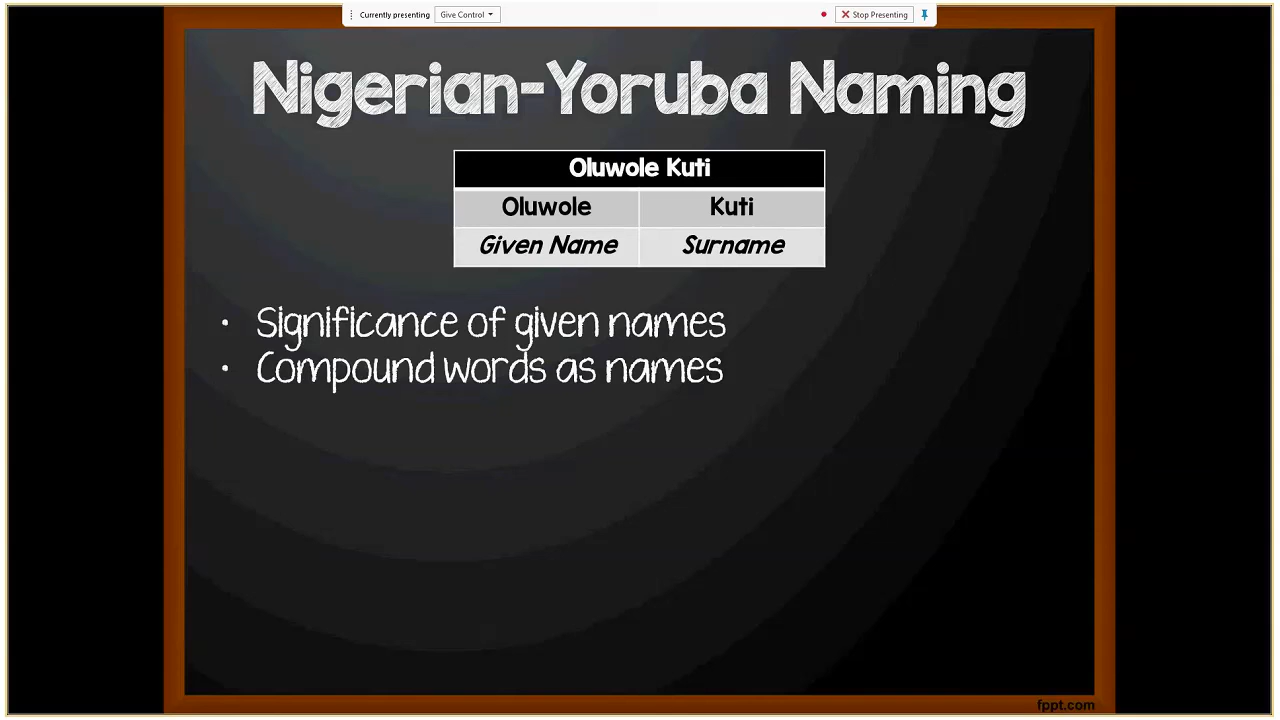 Currently presenting Give Control Stop Presenting
Nigerian-Yoruba Naming
Oluwole Kuti
Oluwole Kuti
Given Name Surname
• Significance of given names
• Compound words as names
fppt.com